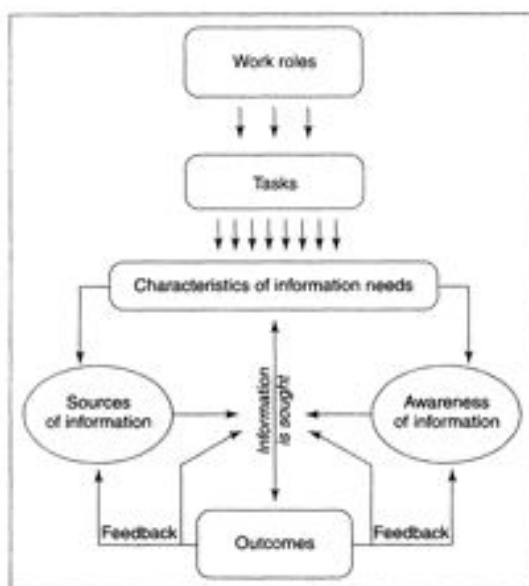 Work roles
Tasks
Characteristics of information needs
Sources
of information
Information
is sought
Awareness
of information
Feedback
Outcomes
Feedback